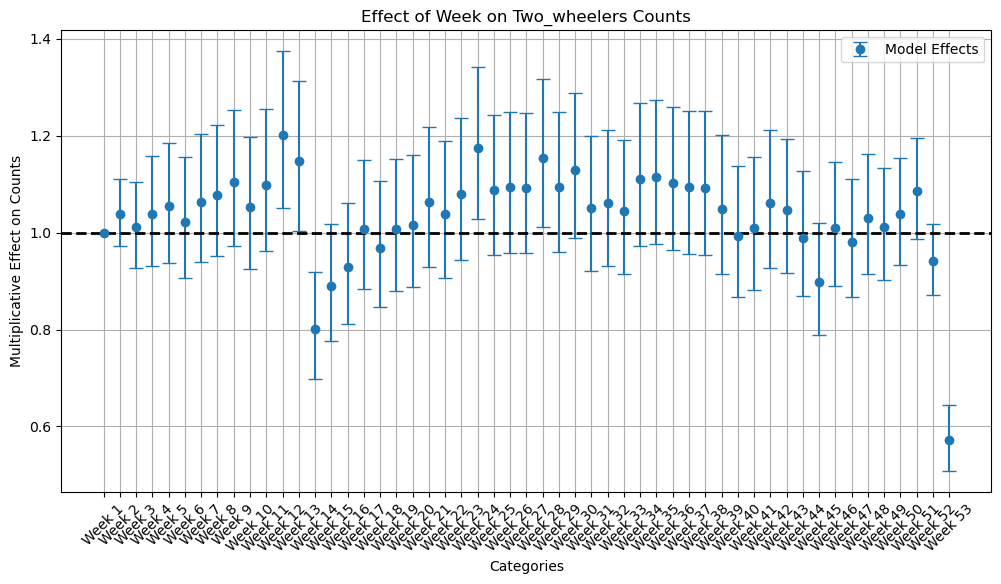 Effect of Week on Two_wheelers Counts
Model Effects
Multiplicative Effect on Counts
1.4
1.2
1.0
0.8
0.6
Week 1
Week 2
Week 3
Week 4
Week 5
Week 6
Week 7
Week 8
Week 9
Week 10
Week 11
Week 12
Week 13
Week 14
Week 15
Week 16
Week 17
Week 18
Week 19
Week 20
Week 21
Week 22
Week 23
Week 24
Week 25
Week 26
Week 27
Week 28
Week 29
Week 30
Week 31
Week 32
Week 33
Week 34
Week 35
Week 36
Week 37
Week 38
Week 39
Week 40
Week 41
Week 42
Week 43
Week 44
Week 45
Week 46
Week 47
Week 48
Week 49
Week 50
Week 51
Week 52
Week 53
Categories